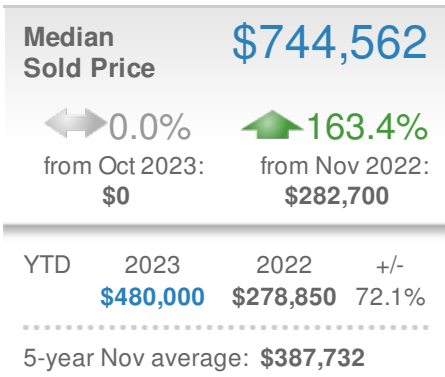 Median $744,562
Sold Price
0.0% 163.4%
from Oct 2023: from Nov 2022:
$0 $282,700
YTD 2023 2022 +/-
$480,000 $278,850 72.1%
5-year Nov average: $387,732